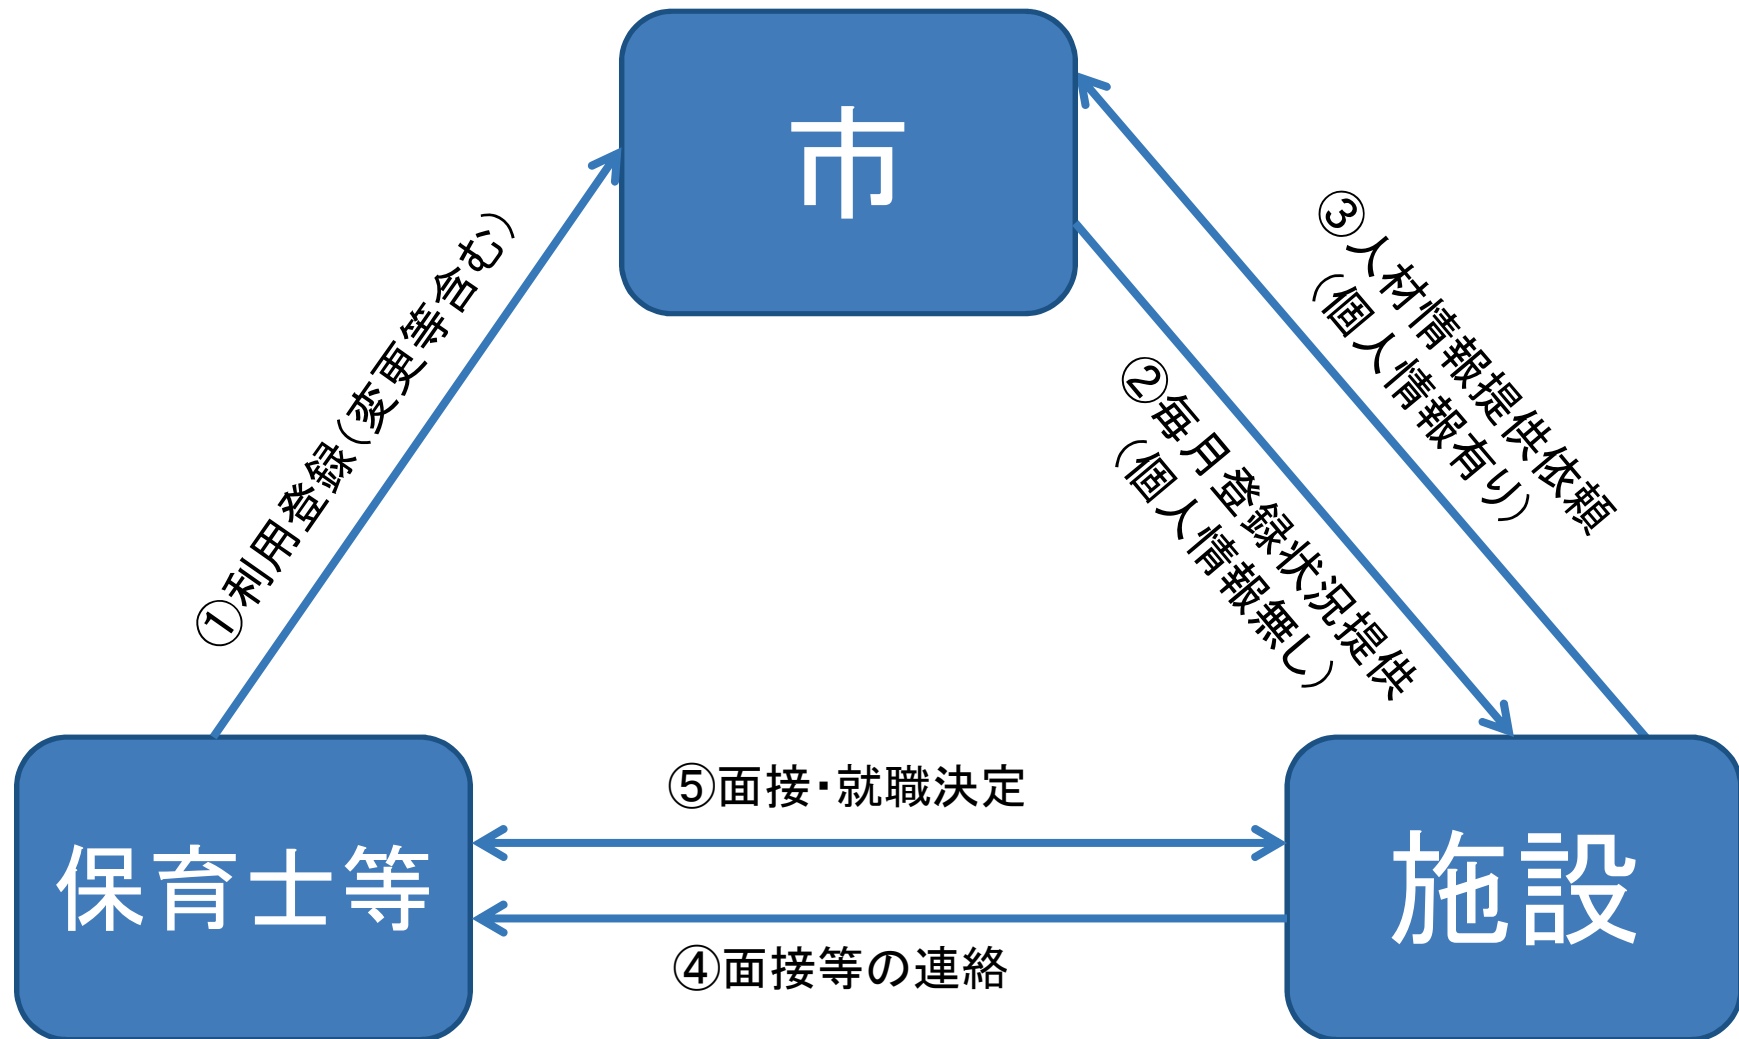 市
①利用登録(変更等含む)
③人材情報提供依頼
(個人情報有り)
②毎月登録状況提供
(個人情報無し)
⑤面接・就職決定
保育士等
施設
④面接等の連絡